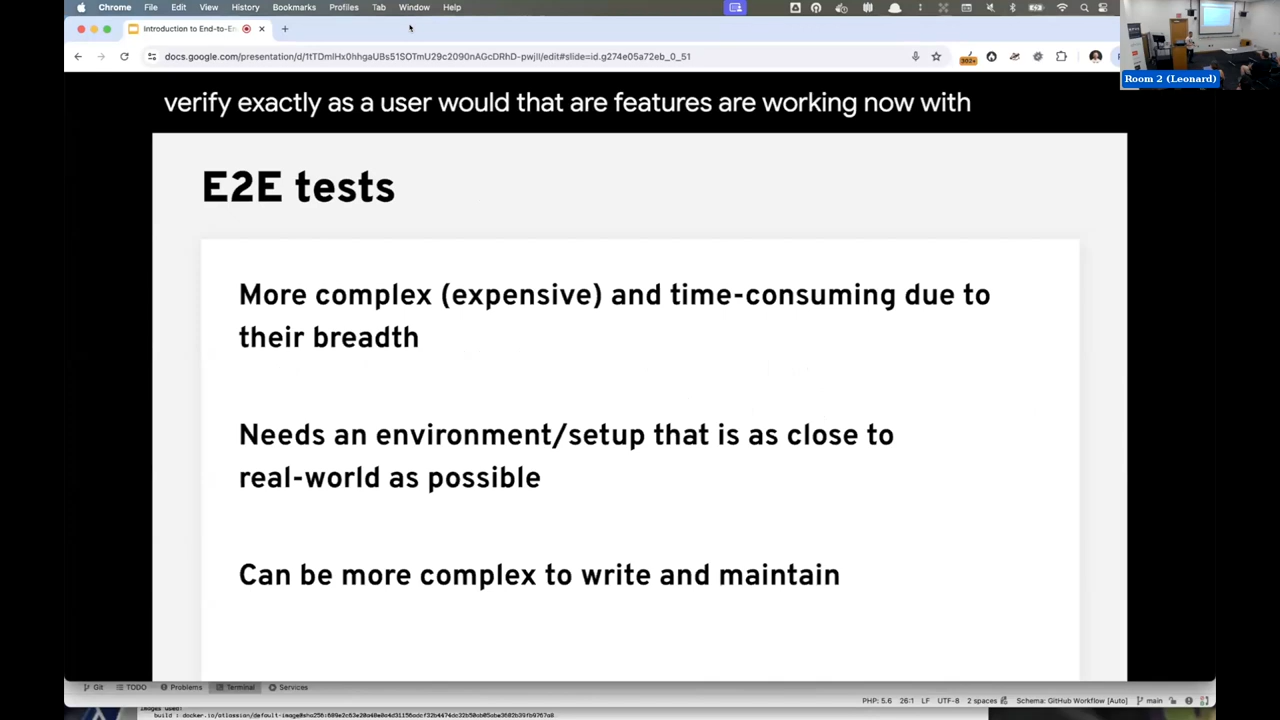 Chrome File Edit View History Bookmarks Profiles Tab Window Help
Introduction to End-to-En
docs.google.com/presentation/d/1tTDmlHx0hhgaUBs51SOTmU29c2090nAGcDRhD-pwjlI/edit#slide=id.g274e05a72eb_0_51
Room 2 (Leonard)
verify exactly as a user would that are features are working now with
E2E tests
More complex (expensive) and time-consuming due to
their breadth
Needs an environment/setup that is as close to
real-world as possible
Can be more complex to write and maintain
Git TODO Problems Terminal Services
PHP: 5.6 26:1 LF UTF-8 2 spaces Schema: GitHub Workflow [Auto] main
images used: